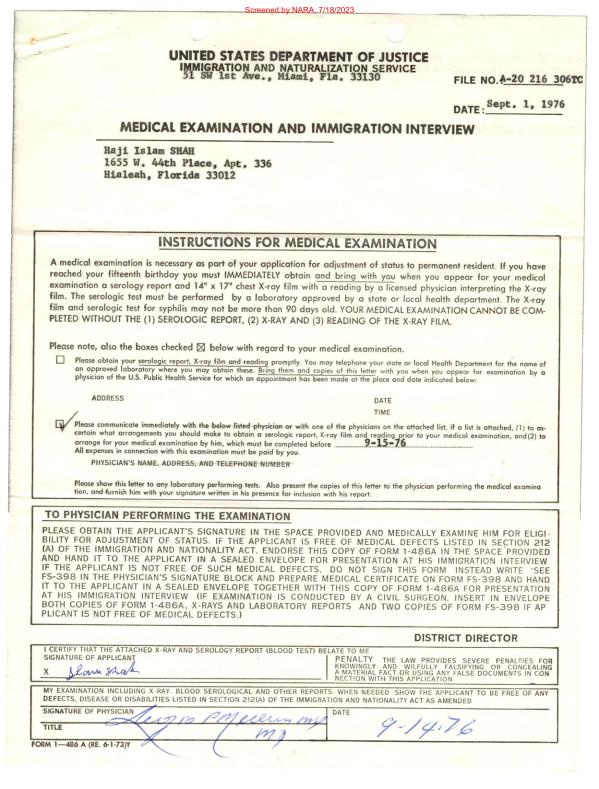 Screened by NARA, 7/18/2023
UNITED STATES DEPARTMENT OF JUSTICE
IMMIGRATION AND NATURALIZATION SERVICE
51 SW 1st Ave., Miami, Fla. 33130
FILE NO. A-20 216 306TC
DATE: Sept. 1, 1976
MEDICAL EXAMINATION AND IMMIGRATION INTERVIEW
Haji Islam SHAH
1655 W. 44th Place, Apt. 336
Hialeah, Florida 33012
INSTRUCTIONS FOR MEDICAL EXAMINATION
A medical examination is necessary as part of your application for adjustment of status to permanent resident. If you have
reached your fifteenth birthday you must IMMEDIATELY obtain and bring with you when you appear for your medical
examination a serology report and 14" x 17" chest X-ray film with a reading by a licensed physician interpreting the X-ray
film. The serologic test must be performed by a laboratory approved by a state or local health department. The X-ray
film and serologic test for syphilis may not be more than 90 days old. YOUR MEDICAL EXAMINATION CANNOT BE COM-
PLETED WITHOUT THE (1) SEROLOGIC REPORT, (2) X-RAY AND (3) READING OF THE X-RAY FILM.
Please note, also the boxes checked ☒ below with regard to your medical examination.
☐ Please obtain your serologic report, X-ray film and reading promptly. You may telephone your state or local Health Department for the name of
an approved laboratory where you may obtain these. Bring them and copies of this letter with you when you appear for examination by a
physician of the U.S. Public Health Service for which an appointment has been made at the place and date indicated below:
ADDRESS DATE
TIME
☑ Please communicate immediately with the below listed physician or with one of the physicians on the attached list, if a list is attached, (1) to as-
certain what arrangements you should make to obtain a serologic report, X-ray film and reading prior to your medical examination, and (2) to
arrange for your medical examination by him, which must be completed before 9-15-76
All expenses in connection with this examination must be paid by you.
PHYSICIAN'S NAME, ADDRESS, AND TELEPHONE NUMBER
Please show this letter to any laboratory performing tests. Also present the copies of this letter to the physician performing the medical examina
tion, and furnish him with your signature written in his presence for inclusion with his report.
TO PHYSICIAN PERFORMING THE EXAMINATION
PLEASE OBTAIN THE APPLICANT'S SIGNATURE IN THE SPACE PROVIDED AND MEDICALLY EXAMINE HIM FOR ELIGI-
BILITY FOR ADJUSTMENT OF STATUS. IF THE APPLICANT IS FREE OF MEDICAL DEFECTS LISTED IN SECTION 212
(A) OF THE IMMIGRATION AND NATIONALITY ACT. ENDORSE THIS COPY OF FORM 1-486A IN THE SPACE PROVIDED
AND HAND IT TO THE APPLICANT IN A SEALED ENVELOPE FOR PRESENTATION AT HIS IMMIGRATION INTERVIEW
IF THE APPLICANT IS NOT FREE OF SUCH MEDICAL DEFECTS. DO NOT SIGN THIS FORM INSTEAD WRITE 'SEE
FS-398 IN THE PHYSICIAN'S SIGNATURE BLOCK AND PREPARE MEDICAL CERTIFICATE ON FORM FS-398 AND HAND
IT TO THE APPLICANT IN A SEALED ENVELOPE TOGETHER WITH THIS COPY OF FORM 1-486A FOR PRESENTATION
AT HIS IMMIGRATION INTERVIEW (IF EXAMINATION IS CONDUCTED BY A CIVIL SURGEON, INSERT IN ENVELOPE
BOTH COPIES OF FORM 1-486A, X-RAYS AND LABORATORY REPORTS AND TWO COPIES OF FORM FS-398 IF AP
PLICANT IS NOT FREE OF MEDICAL DEFECTS.)
DISTRICT DIRECTOR
I CERTIFY THAT THE ATTACHED X-RAY AND SEROLOGY REPORT (BLOOD TEST) RELATE TO ME
SIGNATURE OF APPLICANT
X Islam Shah
PENALTY THE LAW PROVIDES SEVERE PENALTIES FOR
KNOWINGLY AND WILFULLY FALSIFYING OR CONCEALING
A MATERIAL FACT OR USING ANY FALSE DOCUMENTS IN CON
NECTION WITH THIS APPLICATION
MY EXAMINATION INCLUDING X-RAY. BLOOD SEROLOGICAL AND OTHER REPORTS. WHEN NEEDED SHOW THE APPLICANT TO BE FREE OF ANY
DEFECTS, DISEASE OR DISABILITIES LISTED IN SECTION 212(A) OF THE IMMIGRATION AND NATIONALITY ACT AS AMENDED
SIGNATURE OF PHYSICIAN
TITLE MD
DATE
9-14-76
FORM 1—486 A (RE. 6-1-73)Y